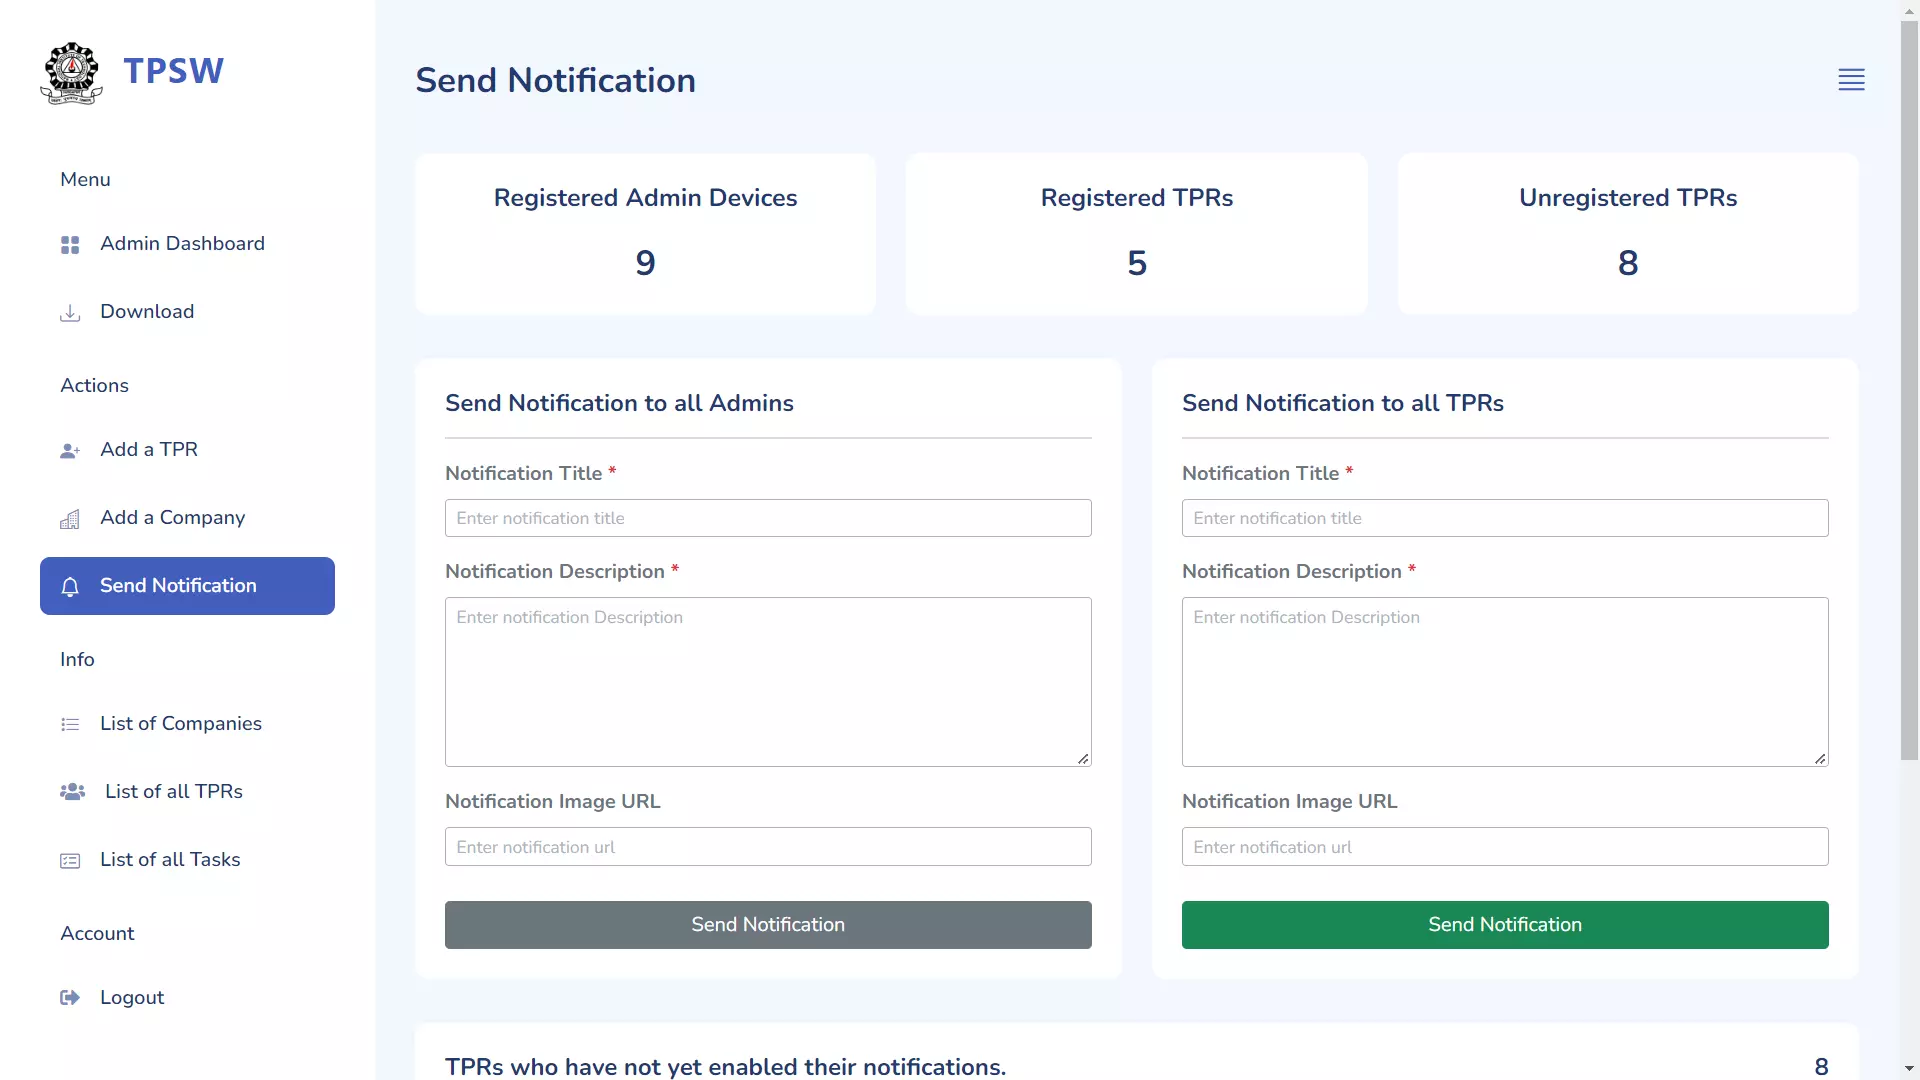 TPSW
Menu
Admin Dashboard
Download
Actions
Add a TPR
Add a Company
Send Notification
Info
List of Companies
List of all TPRs
List of all Tasks
Account
Logout
Send Notification
Registered Admin Devices
9
Registered TPRs
5
Unregistered TPRs
8
Send Notification to all Admins
Notification Title *
Enter notification title
Notification Description *
Enter notification Description
Notification Image URL
Enter notification url
Send Notification
Send Notification to all TPRs
Notification Title *
Enter notification title
Notification Description *
Enter notification Description
Notification Image URL
Enter notification url
Send Notification
TPRs who have not yet enabled their notifications. 8